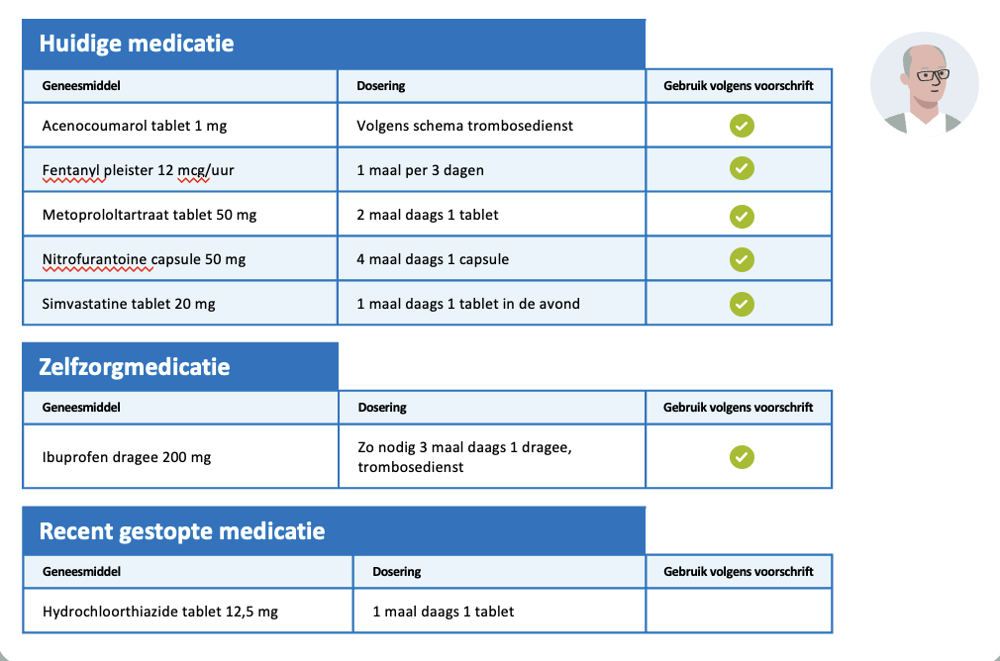 Huidige medicatie
Geneesmiddel Dosering Gebruik volgens voorschrift
Acenocoumarol tablet 1 mg Volgens schema trombosedienst
Fentanyl pleister 12 mcg/uur 1 maal per 3 dagen
Metoprololtartraat tablet 50 mg 2 maal daags 1 tablet
Nitrofurantoine capsule 50 mg 4 maal daags 1 capsule
Simvastatine tablet 20 mg 1 maal daags 1 tablet in de avond
Zelfzorgmedicatie
Geneesmiddel Dosering Gebruik volgens voorschrift
Ibuprofen dragee 200 mg Zo nodig 3 maal daags 1 dragee,
trombosedienst
Recent gestopte medicatie
Geneesmiddel Dosering Gebruik volgens voorschrift
Hydrochloorthiazide tablet 12,5 mg 1 maal daags 1 tablet